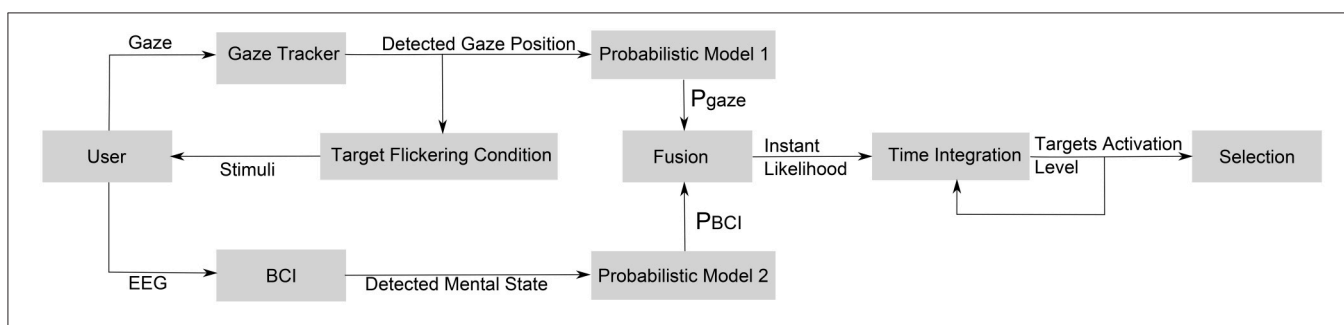 Gaze
Gaze Tracker
Detected Gaze Position
Probabilistic Model 1
Pgaze
User
Stimuli
Target Flickering Condition
Fusion
Instant
Likelihood
Time Integration
Targets Activation
Level
Selection
PBCI
EEG
BCI
Detected Mental State
Probabilistic Model 2